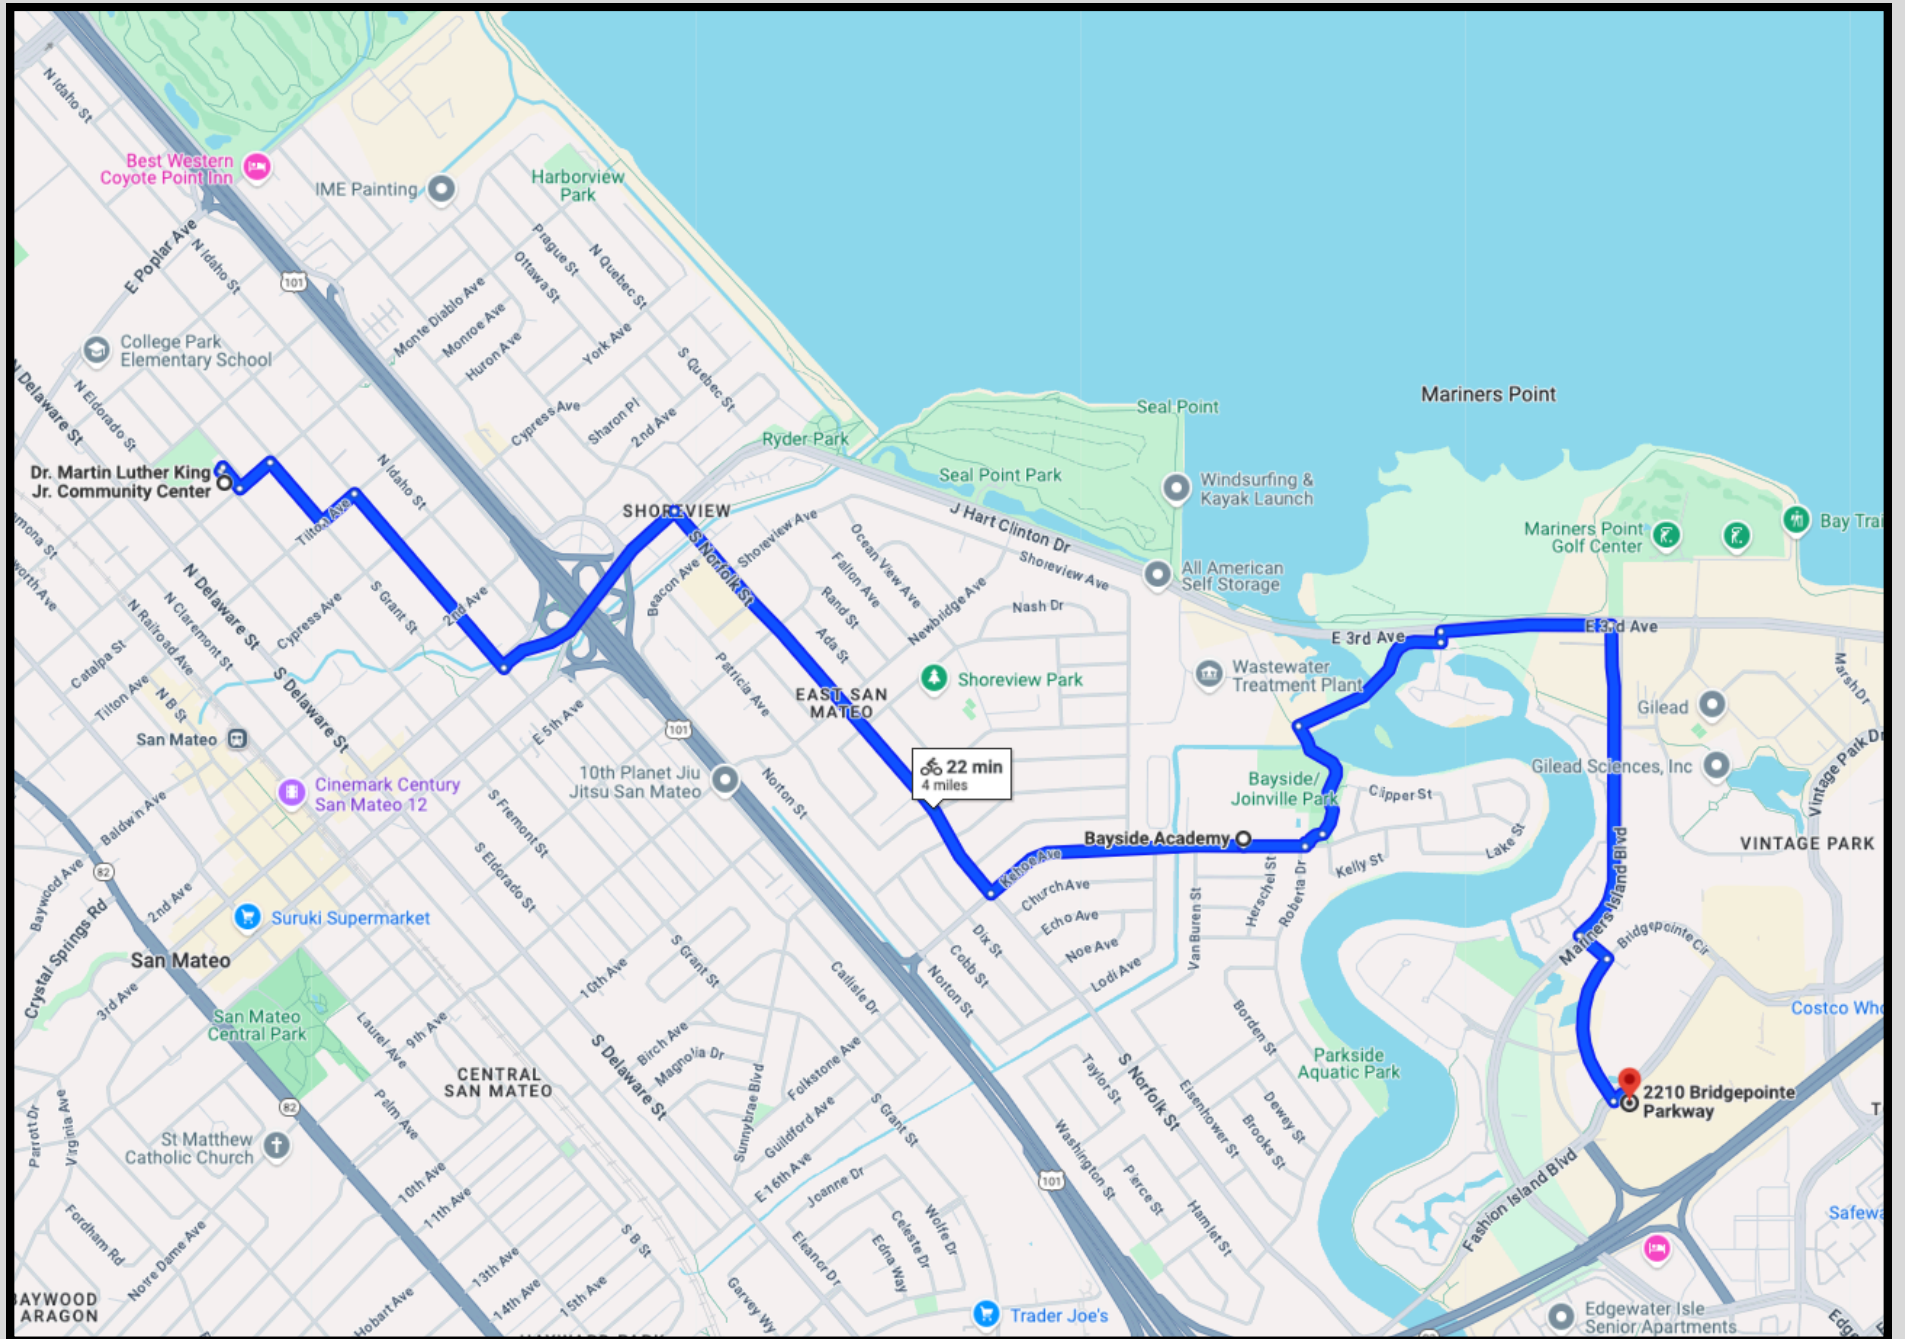 N Idaho St
Best Western
Coyote Point Inn
IME Painting
Harborview
Park
E Poplar Ave
N Idaho St
101
Prague St
Ottawa St
N Quebec St
Monte Diablo Ave
Monroe Ave
Huron Ave
York Ave
S Quebec St
College Park
Elementary School
N Delaware St
N Eldorado St
Cypress Ave
Sharon Pl
2nd Ave
Ryder Park
Seal Point
Mariners Point
Dr. Martin Luther King
Jr. Community Center
N Idaho St
Tilton Ave
SHOREVIEW
Seal Point Park
Windsurfing &
Kayak Launch
J Hart Clinton Dr
Mariners Point
Golf Center
Bay Trai
S Norfolk St
Shoreview Ave
Ocean View Ave
Fallon Ave
Rand St
Ada St
Newbridge Ave
Shoreview Ave
Nash Dr
All American
Self Storage
Beacon Ave
N Delaware St
N Claremont St
N Railroad Ave
Cypress Ave
S Grant St
2nd Ave
Catalpa St
Tilton Ave
N B St
S Delaware St
San Mateo
E 5th Ave
101
Patricia Ave
EAST SAN
MATEO
Shoreview Park
Wastewater
Treatment Plant
E 3rd Ave
E 3rd Ave
Marsh Dr
Gilead
Gilead Sciences, Inc
Vintage Park Dr
VINTAGE PARK
Cinemark Century
San Mateo 12
10th Planet Jiu
Jitsu San Mateo
Norton St
22 min
4 miles
Bayside/
Joinville Park
Clipper St
Lake St
Kelly St
Bayside Academy
Kehoe Ave
Church Ave
Echo Ave
Noe Ave
Lodi Ave
Van Buren St
Herschel St
Roberta Dr
Baldwin Ave
82
Baywood Ave
2nd Ave
Crystal Springs Rd
Suruki Supermarket
San Mateo
3rd Ave
S Fremont St
S Eldorado St
S Grant St
10th Ave
Carlisle Dr
Dix St
Cobb St
Norton St
Mariners Island Blvd
Mariners Island Blvd
Bridgepointe Cir
Costco Who
San Mateo
Central Park
Laurel Ave
9th Ave
Palm Ave
CENTRAL
SAN MATEO
S Delaware St
Birch Ave
Magnolia Dr
Sunnybrae Blvd
Folkstone Ave
Guildford Ave
S Grant St
Borden St
Parkside
Aquatic Park
Taylor St
S Norfolk St
Eisenhower St
Dewey St
Brooks St
2210 Bridgepointe
Parkway
82
Parrott Dr
Virginia Ave
St Matthew
Catholic Church
10th Ave
11th Ave
E 16th Ave
Joanne Dr
101
Washington St
Pierce St
Hamlet St
Fashion Island Blvd
Safewa
Fordham Rd
Notre Dame Ave
Hobart Ave
13th Ave
14th Ave
15th Ave
S B St
Garvey Wy
Eleanor Dr
Edna Way
Celeste Dr
Wolfe Dr
Trader Joe's
Edgewater Isle
Senior Apartments
BAYWOOD
ARAGON